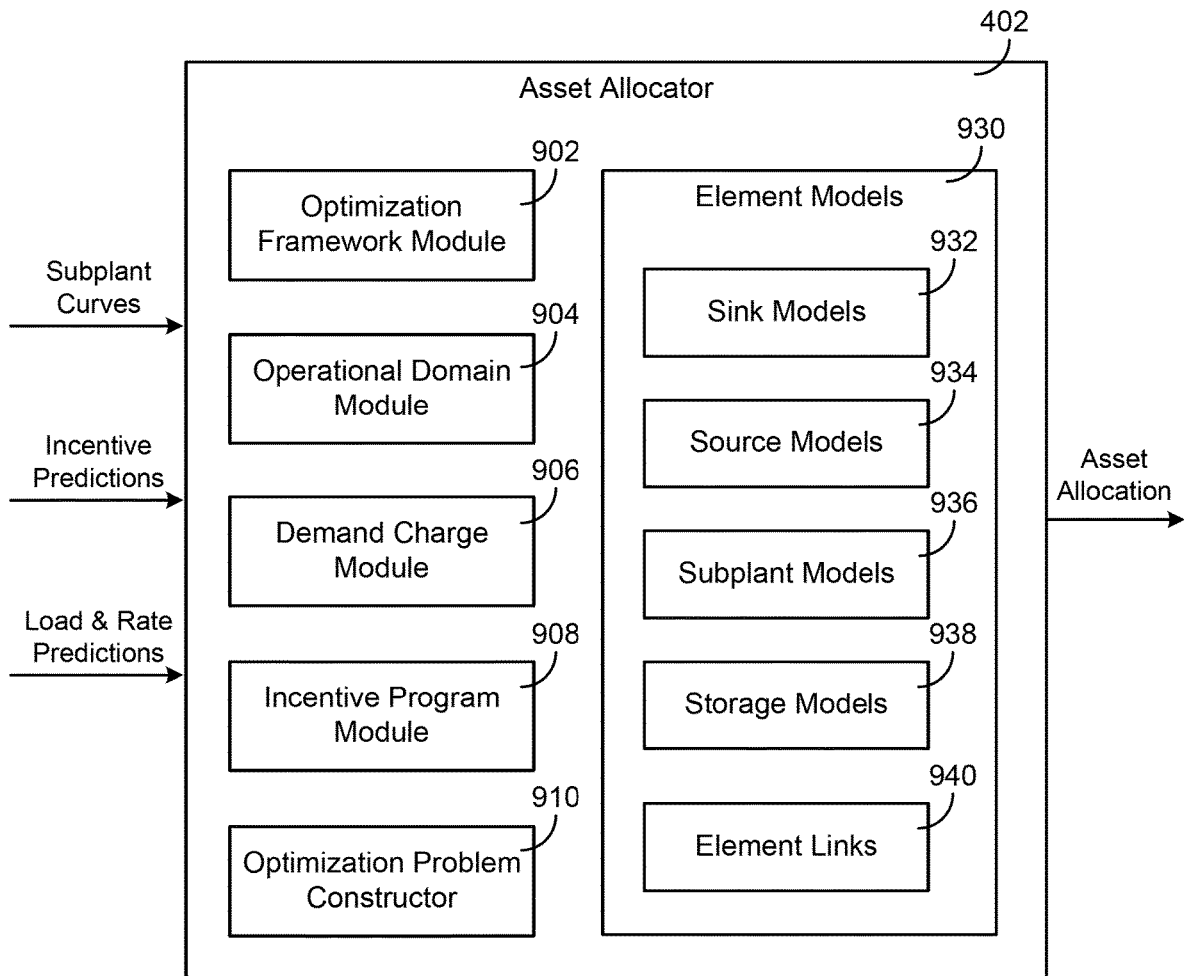 402
Asset Allocator
902
Optimization
Framework Module
904
Operational Domain
Module
906
Demand Charge
Module
908
Incentive Program
Module
910
Optimization Problem
Constructor
930
Element Models
932
Sink Models
934
Source Models
936
Subplant Models
938
Storage Models
940
Element Links
Subplant
Curves
Incentive
Predictions
Load & Rate
Predictions
Asset
Allocation